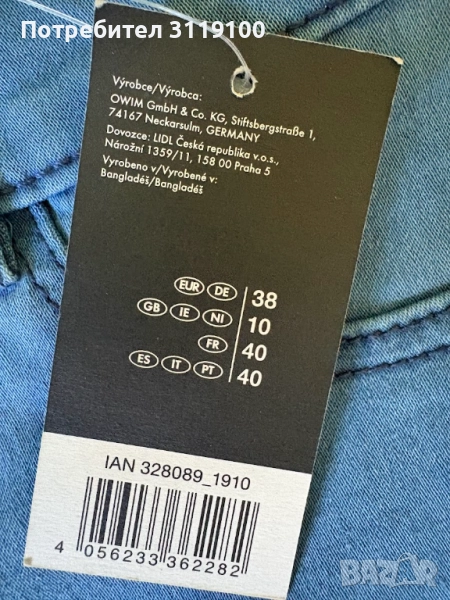 Потребител 3119100
Výrobce/Výrobca:
OWIM GmbH & Co. KG, Stiftsbergstraße 1,
74167 Neckarsulm, GERMANY
Dovozce: LIDL Česká republika v.o.s.,
Nárožní 1359/11, 158 00 Praha 5
Vyrobeno v/Vyrobené v:
Bangladéš/Bangladéš
EUR DE 38
GB IE NI 10
FR 40
ES IT PT 40
IAN 328089_1910
4 056233 362282
BAZAR